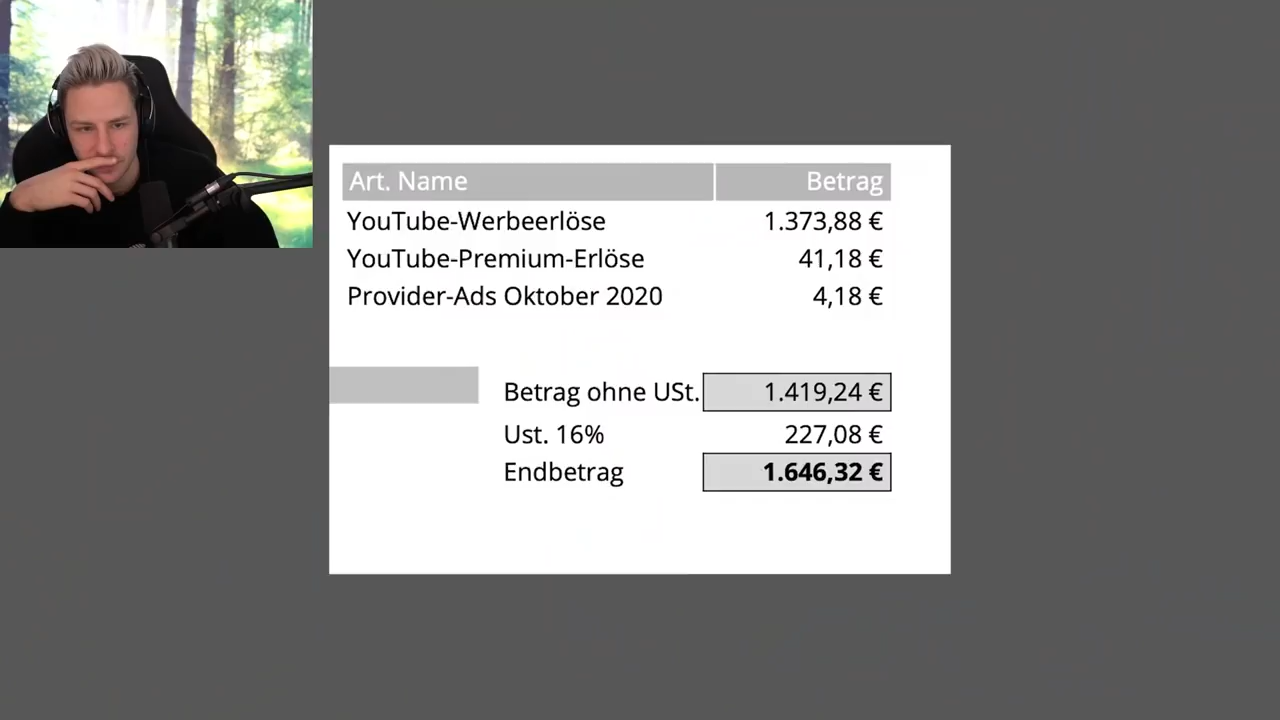 Art. Name Betrag
YouTube-Werbeerlöse 1.373,88 €
YouTube-Premium-Erlöse 41,18 €
Provider-Ads Oktober 2020 4,18 €
Betrag ohne USt. 1.419,24 €
Ust. 16% 227,08 €
Endbetrag 1.646,32 €